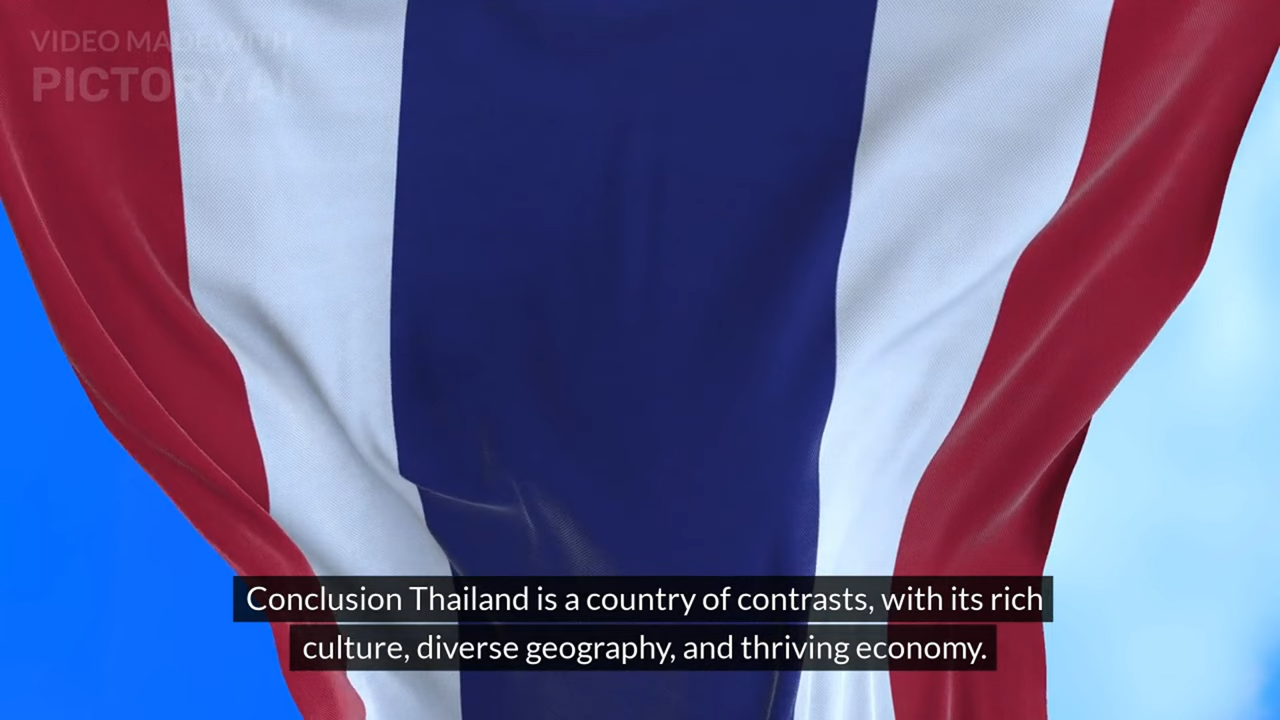 VIDEO MADE WITH
PICTORY.AI
Conclusion Thailand is a country of contrasts, with its rich
culture, diverse geography, and thriving economy.